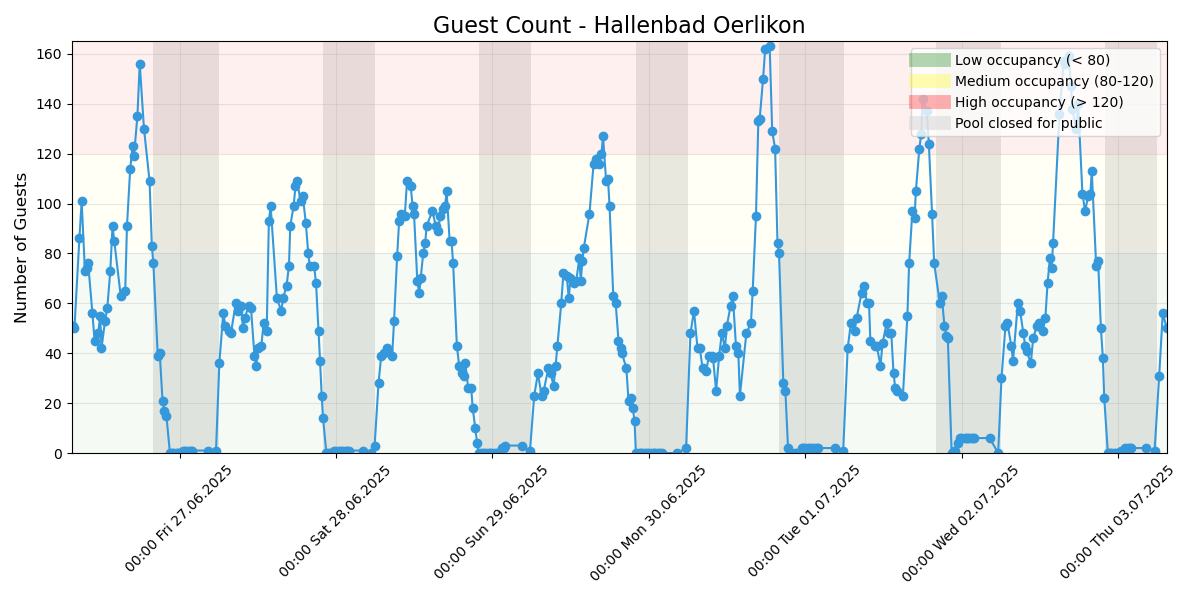 Guest Count - Hallenbad Oerlikon
Number of Guests
160
140
120
100
80
60
40
20
0
Low occupancy (< 80)
Medium occupancy (80-120)
High occupancy (> 120)
Pool closed for public
00:00 Fri 27.06.2025
00:00 Sat 28.06.2025
00:00 Sun 29.06.2025
00:00 Mon 30.06.2025
00:00 Tue 01.07.2025
00:00 Wed 02.07.2025
00:00 Thu 03.07.2025